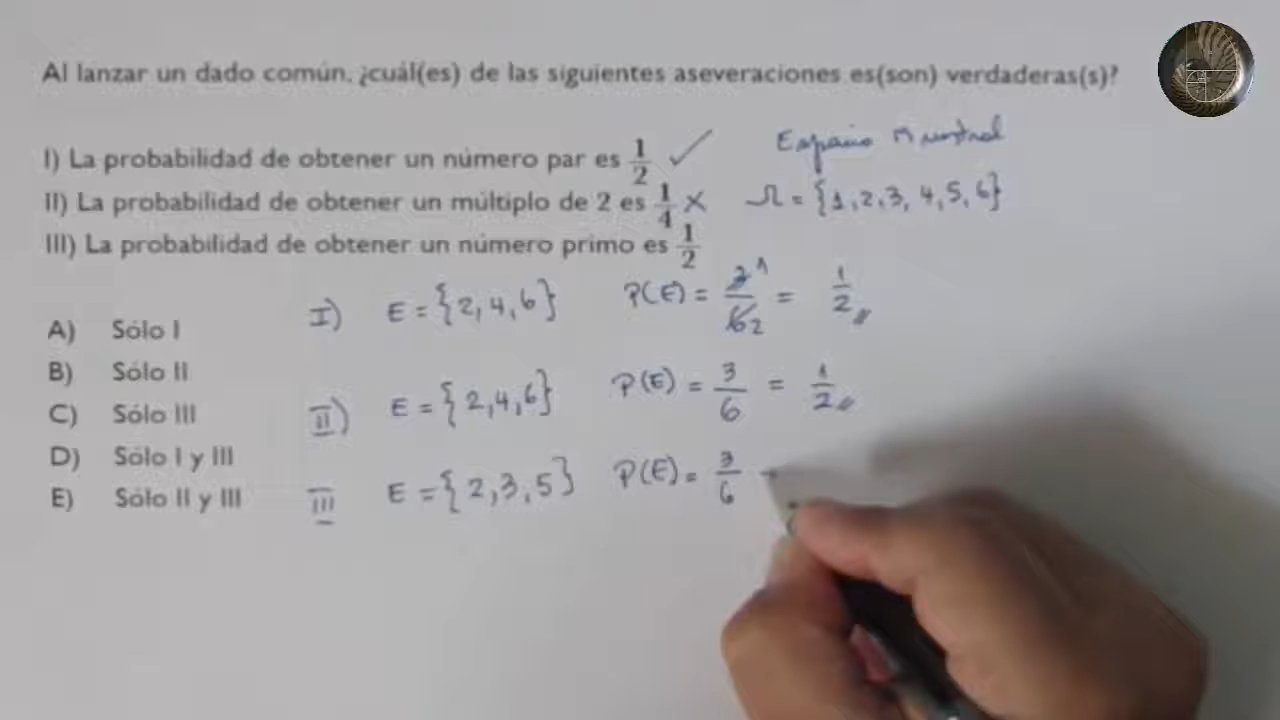 Al lanzar un dado común, ¿cuál(es) de las siguientes aseveraciones es(son) verdaderas(s)?
I) La probabilidad de obtener un número par es 1/2 ✓
Espacio Muestral
II) La probabilidad de obtener un múltiplo de 2 es 1/4 X
Ω = {1,2,3,4,5,6}
III) La probabilidad de obtener un número primo es 1/2
I) E = {2,4,6} P(E) = 3 1/6 2 = 1/2 //
A) Sólo I
B) Sólo II
II) E = {2,4,6} P(E) = 3/6 = 1/2 //
C) Sólo III
D) Sólo I y III
III E = {2,3,5} P(E) = 3/6
E) Sólo II y III